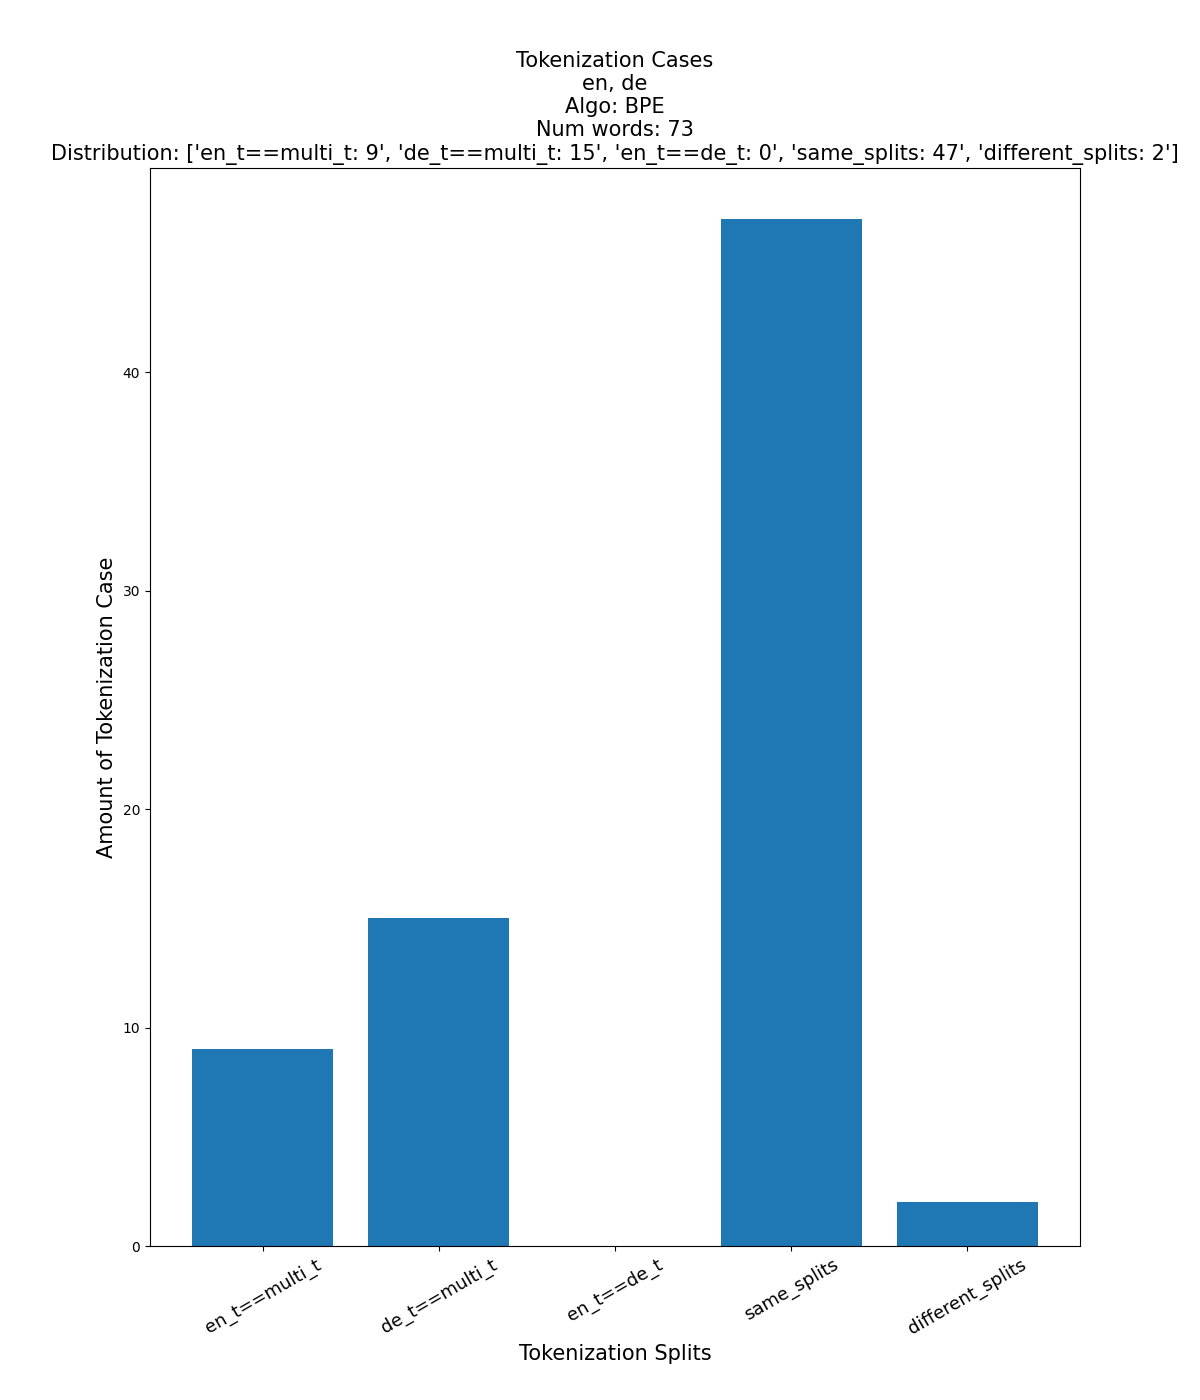 Tokenization Cases
en, de
Algo: BPE
Num words: 73
Distribution: ['en_t==multi_t: 9', 'de_t==multi_t: 15', 'en_t==de_t: 0', 'same_splits: 47', 'different_splits: 2']
Amount of Tokenization Case
40
30
20
10
0
en_t==multi_t
de_t==multi_t
en_t==de_t
same_splits
different_splits
Tokenization Splits